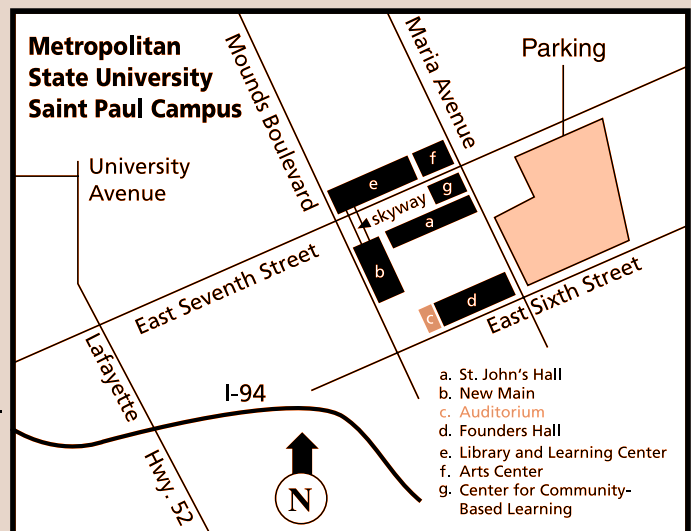 Metropolitan
State University
Saint Paul Campus
Mounds Boulevard
Maria Avenue
Parking
University
Avenue
e
f
g
skyway
a
b
East Seventh Street
d
c
East Sixth Street
Lafayette
I-94
Hwy. 52
N
a. St. John's Hall
b. New Main
c. Auditorium
d. Founders Hall
e. Library and Learning Center
f. Arts Center
g. Center for Community-
Based Learning